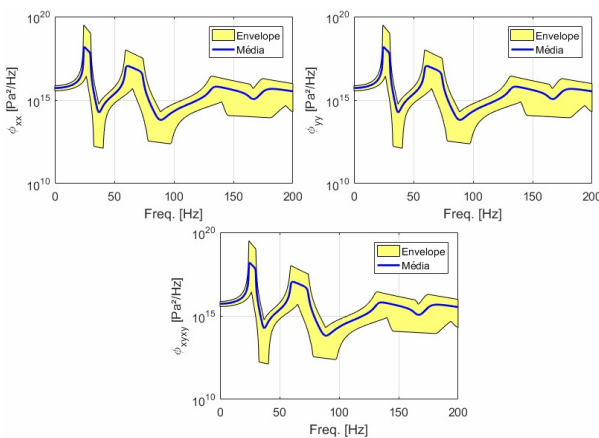 10^20
10^15
10^10
ϕ_xx [Pa²/Hz]
Envelope
Média
0 50 100 150 200
Freq. [Hz]
10^20
10^15
10^10
ϕ_yy [Pa²/Hz]
Envelope
Média
0 50 100 150 200
Freq. [Hz]
10^20
10^15
10^10
ϕ_xyxy [Pa²/Hz]
Envelope
Média
0 50 100 150 200
Freq. [Hz]